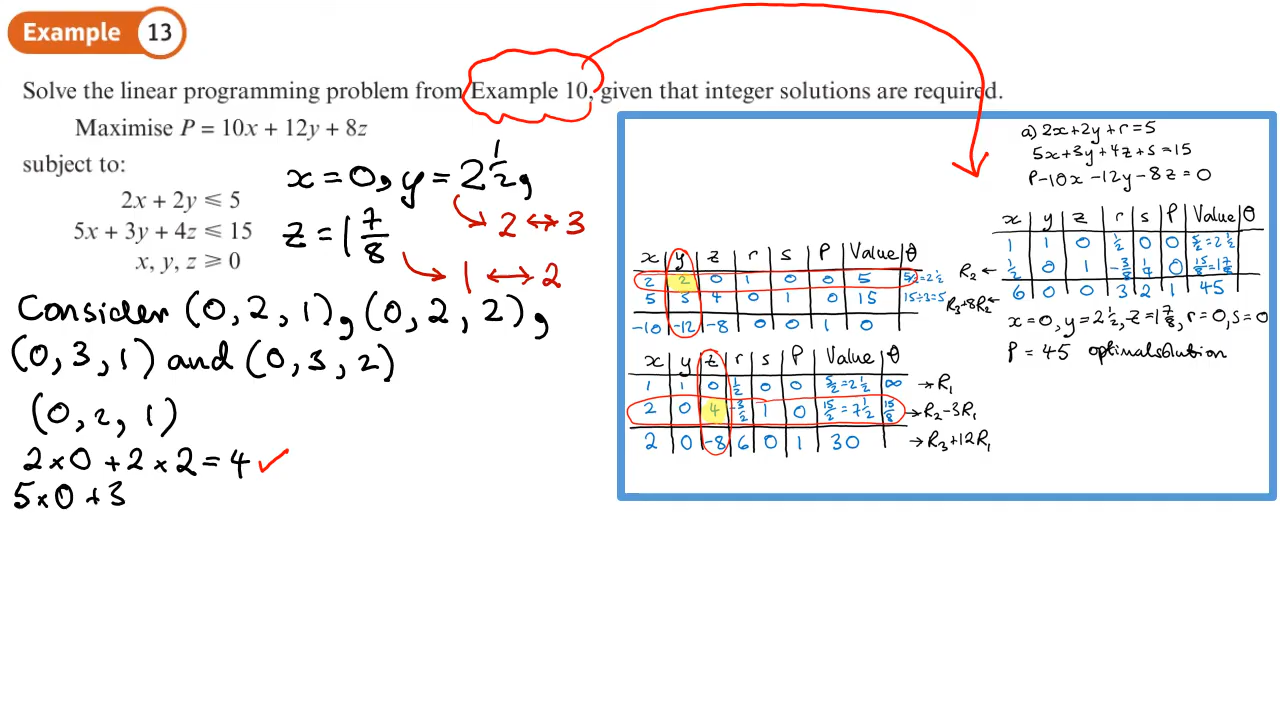 Example 13
Solve the linear programming problem from Example 10, given that integer solutions are required.
Maximise P = 10x + 12y + 8z
subject to:
2x + 2y ≤ 5
5x + 3y + 4z ≤ 15
x, y, z ≥ 0
x = 0, y = 2 1/2,
→ 2 ↔ 3
z = 1 7/8
→ 1 ↔ 2
Consider (0, 2, 1), (0, 2, 2),
(0, 3, 1) and (0, 3, 2)
(0, 2, 1)
2 × 0 + 2 × 2 = 4 ✓
5 × 0 + 3
x y z r s P Value θ
2 2 0 1 0 0 5 5/2 = 2 1/2
5 3 4 0 1 0 15 15÷3=5
-10 -12 -8 0 0 1 0
x y z r s P Value θ
1 1 0 1/2 0 0 5/2 = 2 1/2 ∞ → R1
2 0 4 -3/2 1 0 15/2 = 7 1/2 15/8 → R2 - 3R1
2 0 -8 6 0 1 30 → R3 + 12R1
a) 2x + 2y + r = 5
5x + 3y + 4z + s = 15
P - 10x - 12y - 8z = 0
x y z r s P Value θ
1 1 0 1/2 0 0 5/2 = 2 1/2
R2 ← 1/2 0 1 -3/8 1/4 0 15/8 = 1 7/8
R3+8R2 ← 6 0 0 3 2 1 45
x = 0, y = 2 1/2, z = 1 7/8, r = 0, s = 0
P = 45 optimal solution